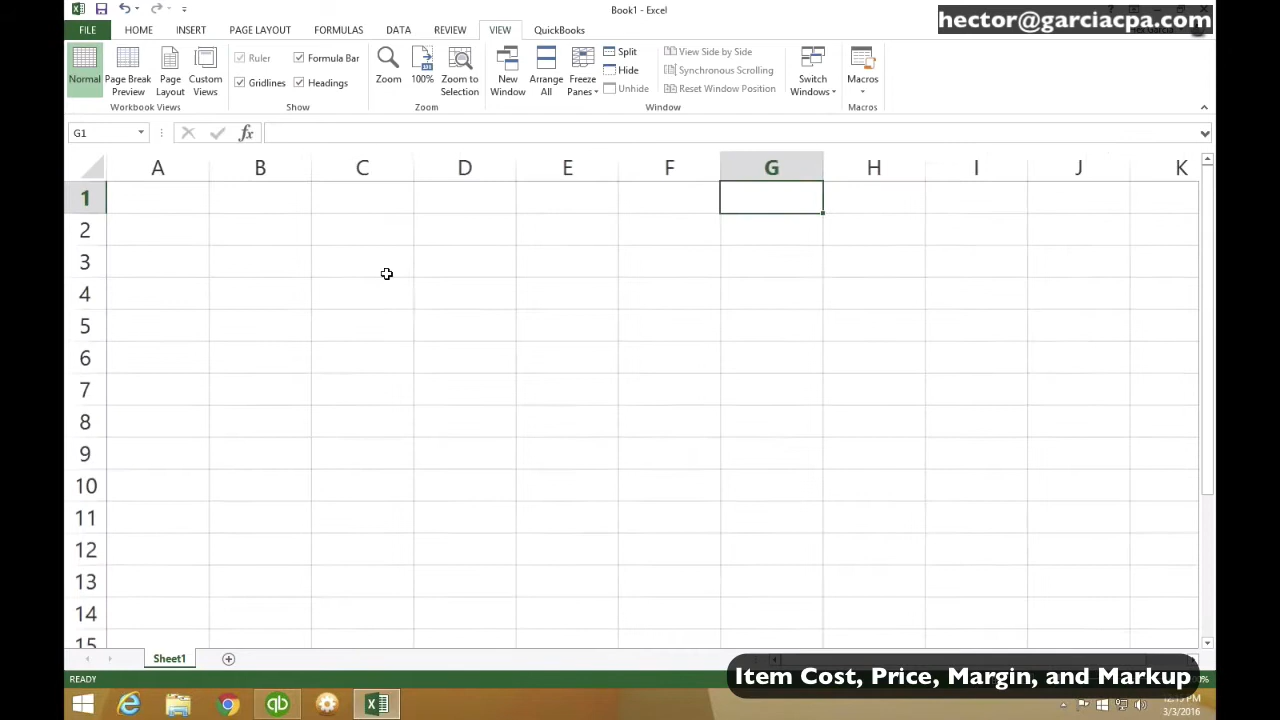 Book1 - Excel
hector@garciacpa.com
FILE HOME INSERT PAGE LAYOUT FORMULAS DATA REVIEW VIEW QuickBooks
Normal
Page Break Preview
Page Layout
Custom Views
Workbook Views
Ruler
Formula Bar
Gridlines
Headings
Show
Zoom
100%
Zoom to Selection
Zoom
New Window
Arrange All
Freeze Panes
Split
Hide
Unhide
View Side by Side
Synchronous Scrolling
Reset Window Position
Window
Switch Windows
Macros
Macros
G1
fx
A B C D E F G H I J K
1
2
3
4
5
6
7
8
9
10
11
12
13
14
15
Sheet1
READY
Item Cost, Price, Margin, and Markup
3/3/2016